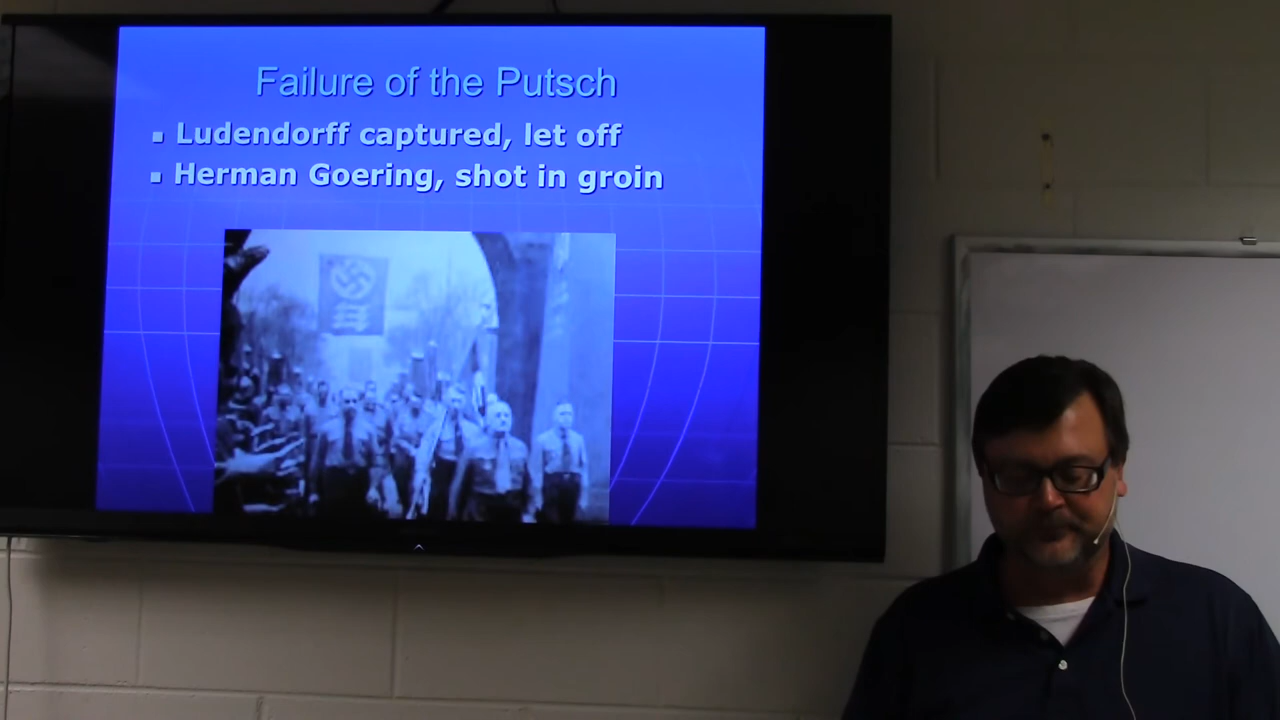 Failure of the Putsch
▪ Ludendorff captured, let off
▪ Herman Goering, shot in groin